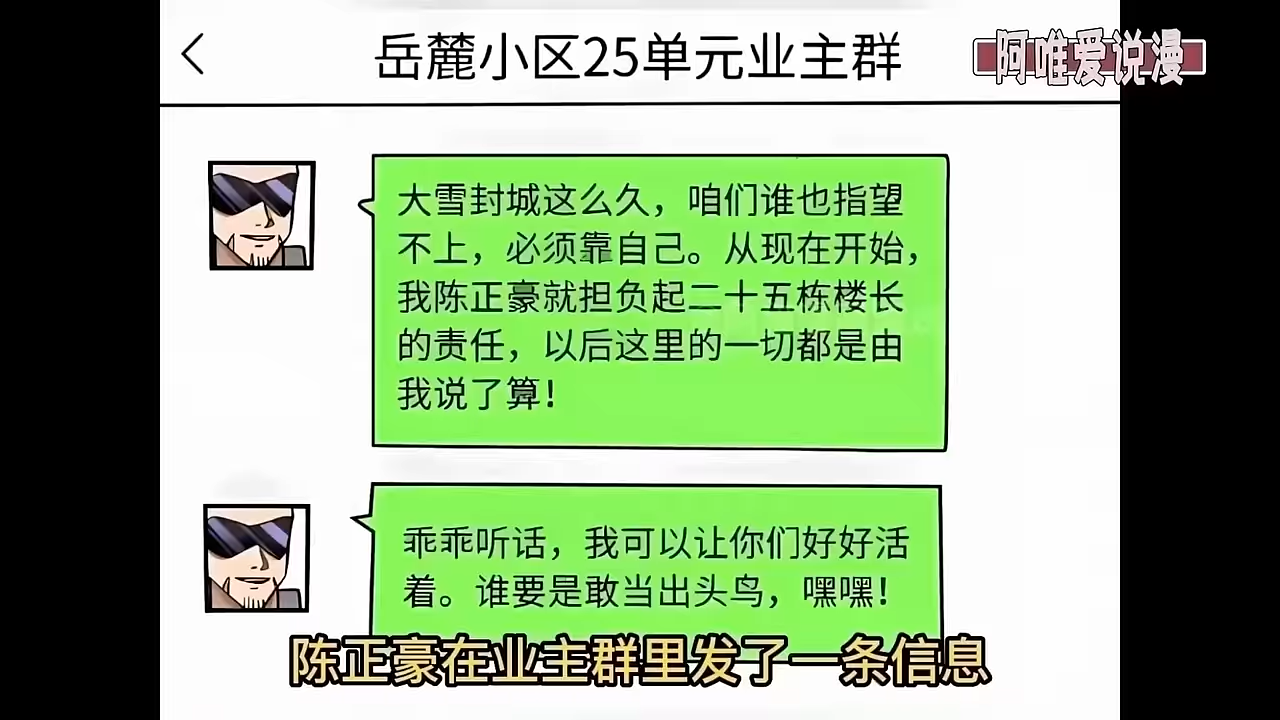 岳麓小区25单元业主群
阿唯爱说漫
大雪封城这么久，咱们谁也指望
不上，必须靠自己。从现在开始，
我陈正豪就担负起二十五栋楼长
的责任，以后这里的一切都是由
我说了算！
乖乖听话，我可以让你们好好活
着。谁要是敢当出头鸟，嘿嘿！
陈正豪在业主群里发了一条信息